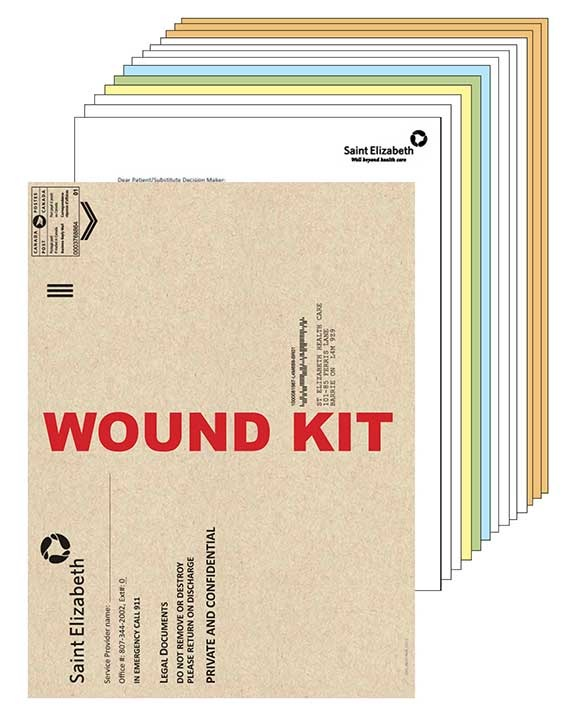 Saint Elizabeth
Well beyond health care
Dear Patient/Substitute Decision Maker:
CANADA POSTES
POST CANADA
01
0003768864
ST ELIZABETH HEALTH CARE
101-85 FERRIS LANE
BARRIE ON L4M 9Z9
WOUND KIT
Saint Elizabeth
Service Provider name:
Office #: 807-344-2002, Ext#: 0
IN EMERGENCY CALL 911
LEGAL DOCUMENTS
DO NOT REMOVE OR DESTROY
PLEASE RETURN ON DISCHARGE
PRIVATE AND CONFIDENTIAL